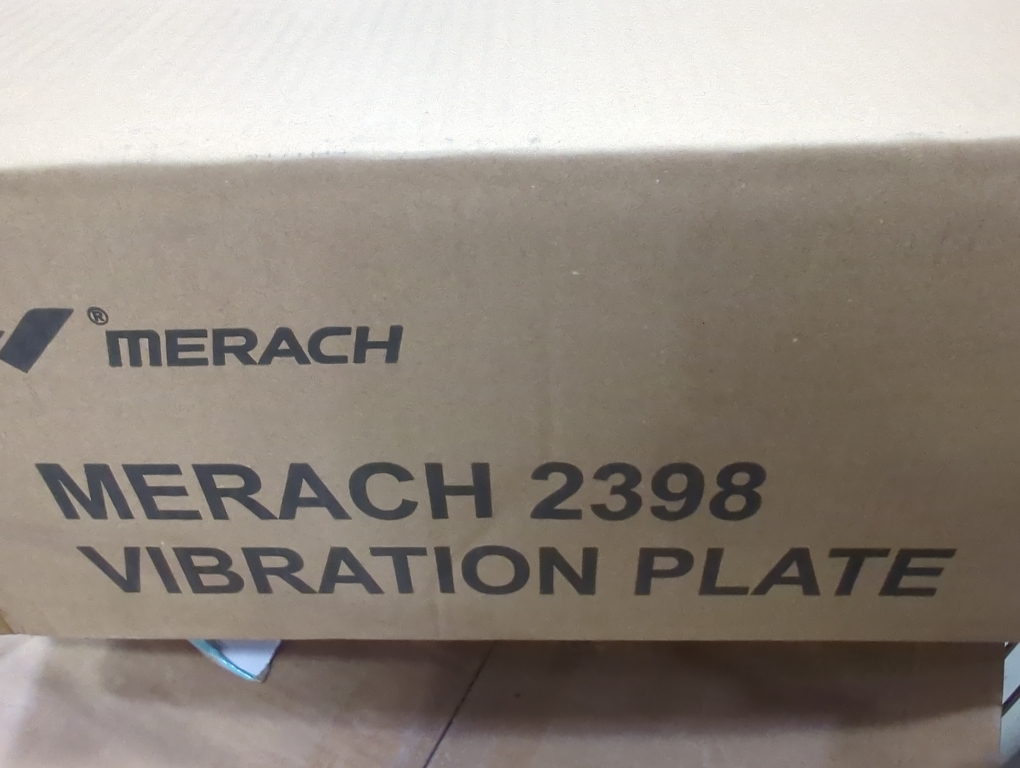 ® MERACH
MERACH 2398
VIBRATION PLATE